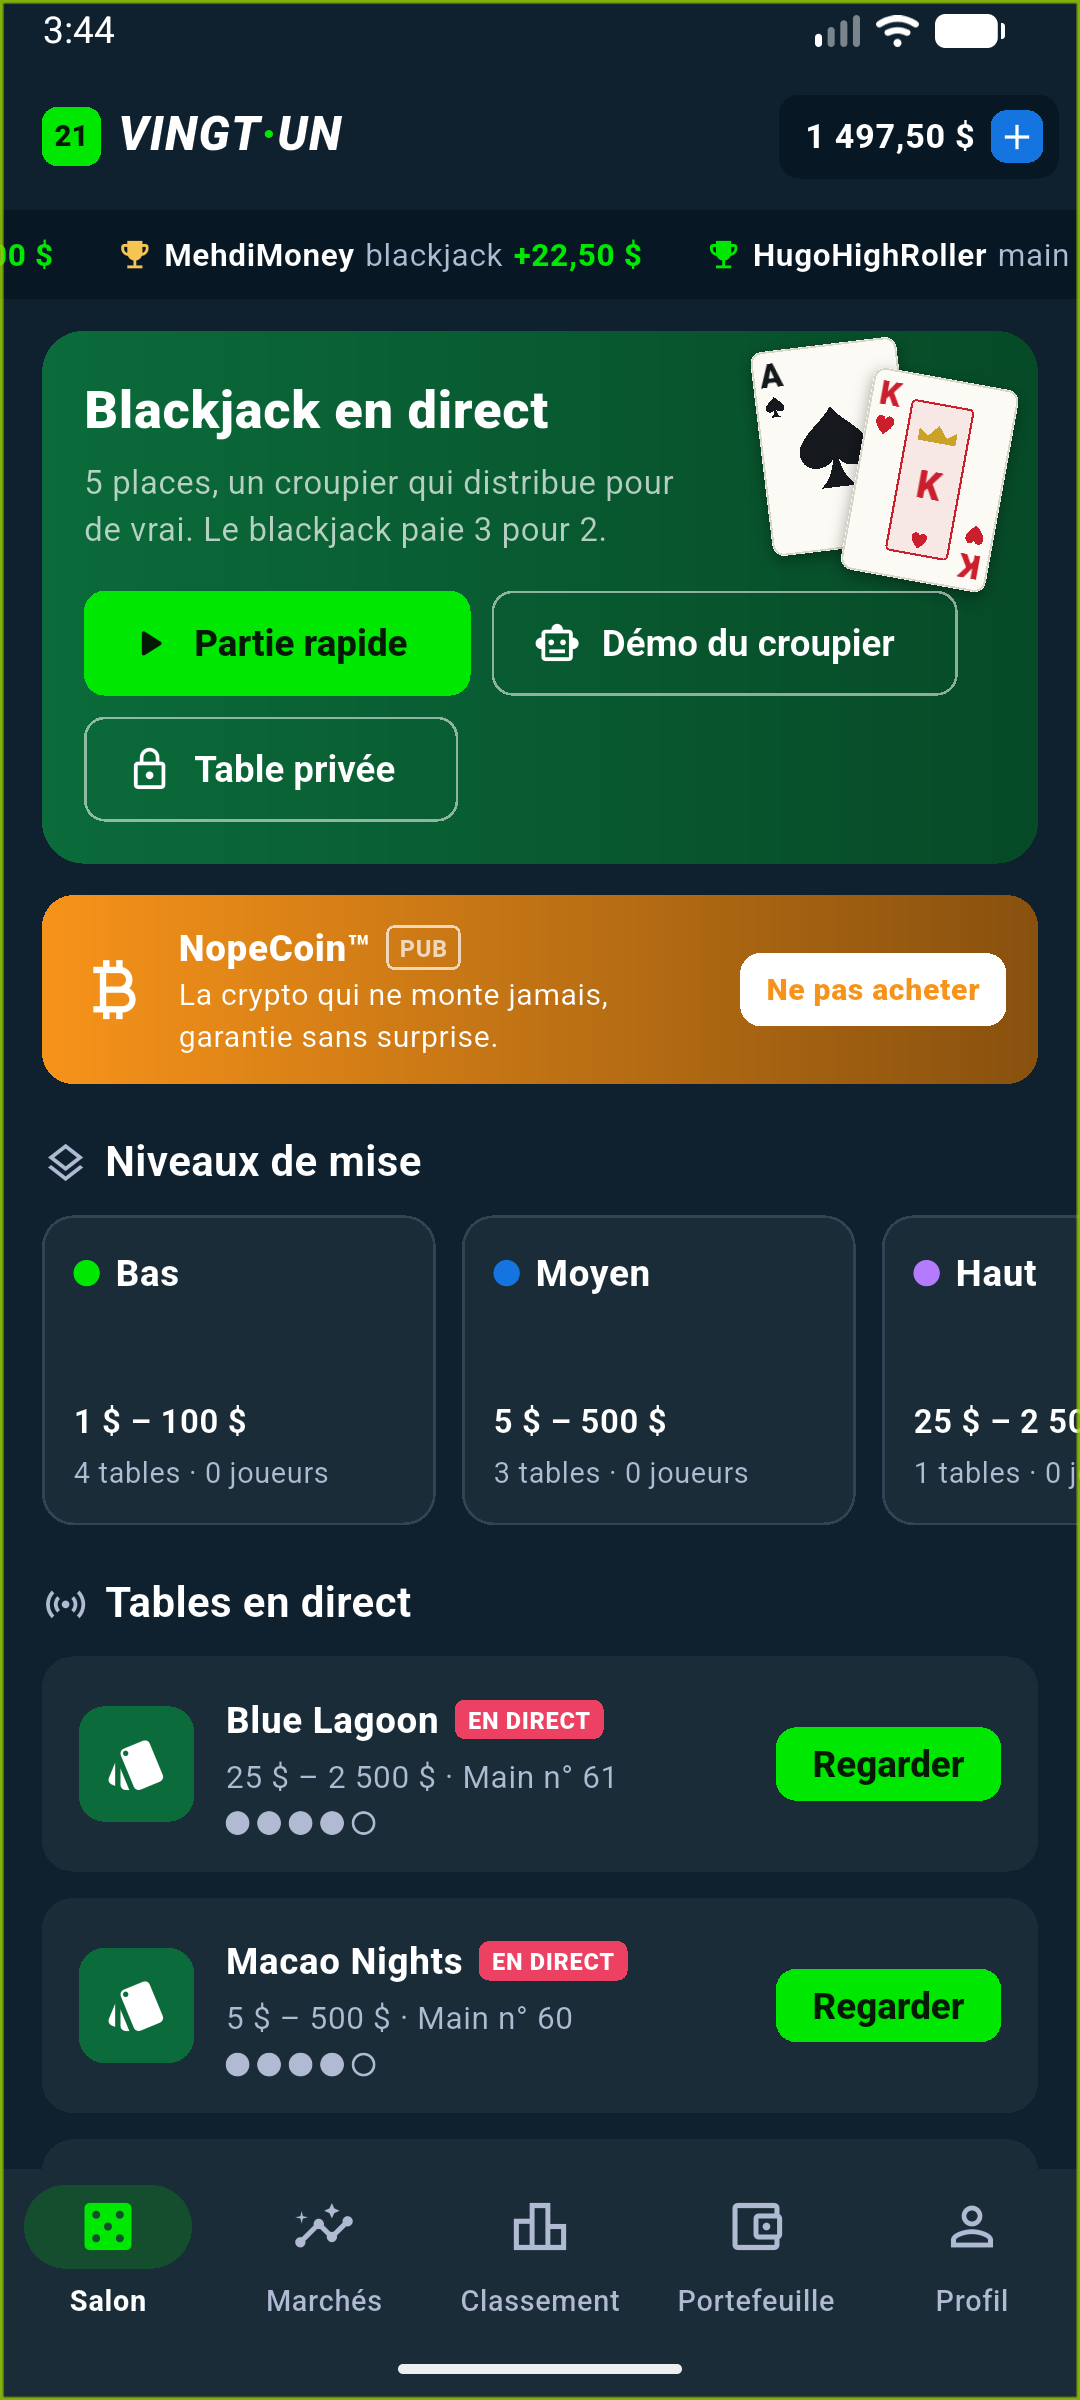 3:44
21 VINGT·UN
1 497,50 $
00 $ MehdiMoney blackjack +22,50 $ HugoHighRoller main
Blackjack en direct
5 places, un croupier qui distribue pour
de vrai. Le blackjack paie 3 pour 2.
A
K
K
K
Partie rapide
Démo du croupier
Table privée
NopeCoin™ PUB
La crypto qui ne monte jamais,
garantie sans surprise.
Ne pas acheter
Niveaux de mise
Bas
1 $ – 100 $
4 tables · 0 joueurs
Moyen
5 $ – 500 $
3 tables · 0 joueurs
Haut
25 $ – 2 50
1 tables · 0 j
Tables en direct
Blue Lagoon EN DIRECT
25 $ – 2 500 $ · Main n° 61
Regarder
Macao Nights EN DIRECT
5 $ – 500 $ · Main n° 60
Regarder
Salon
Marchés
Classement
Portefeuille
Profil